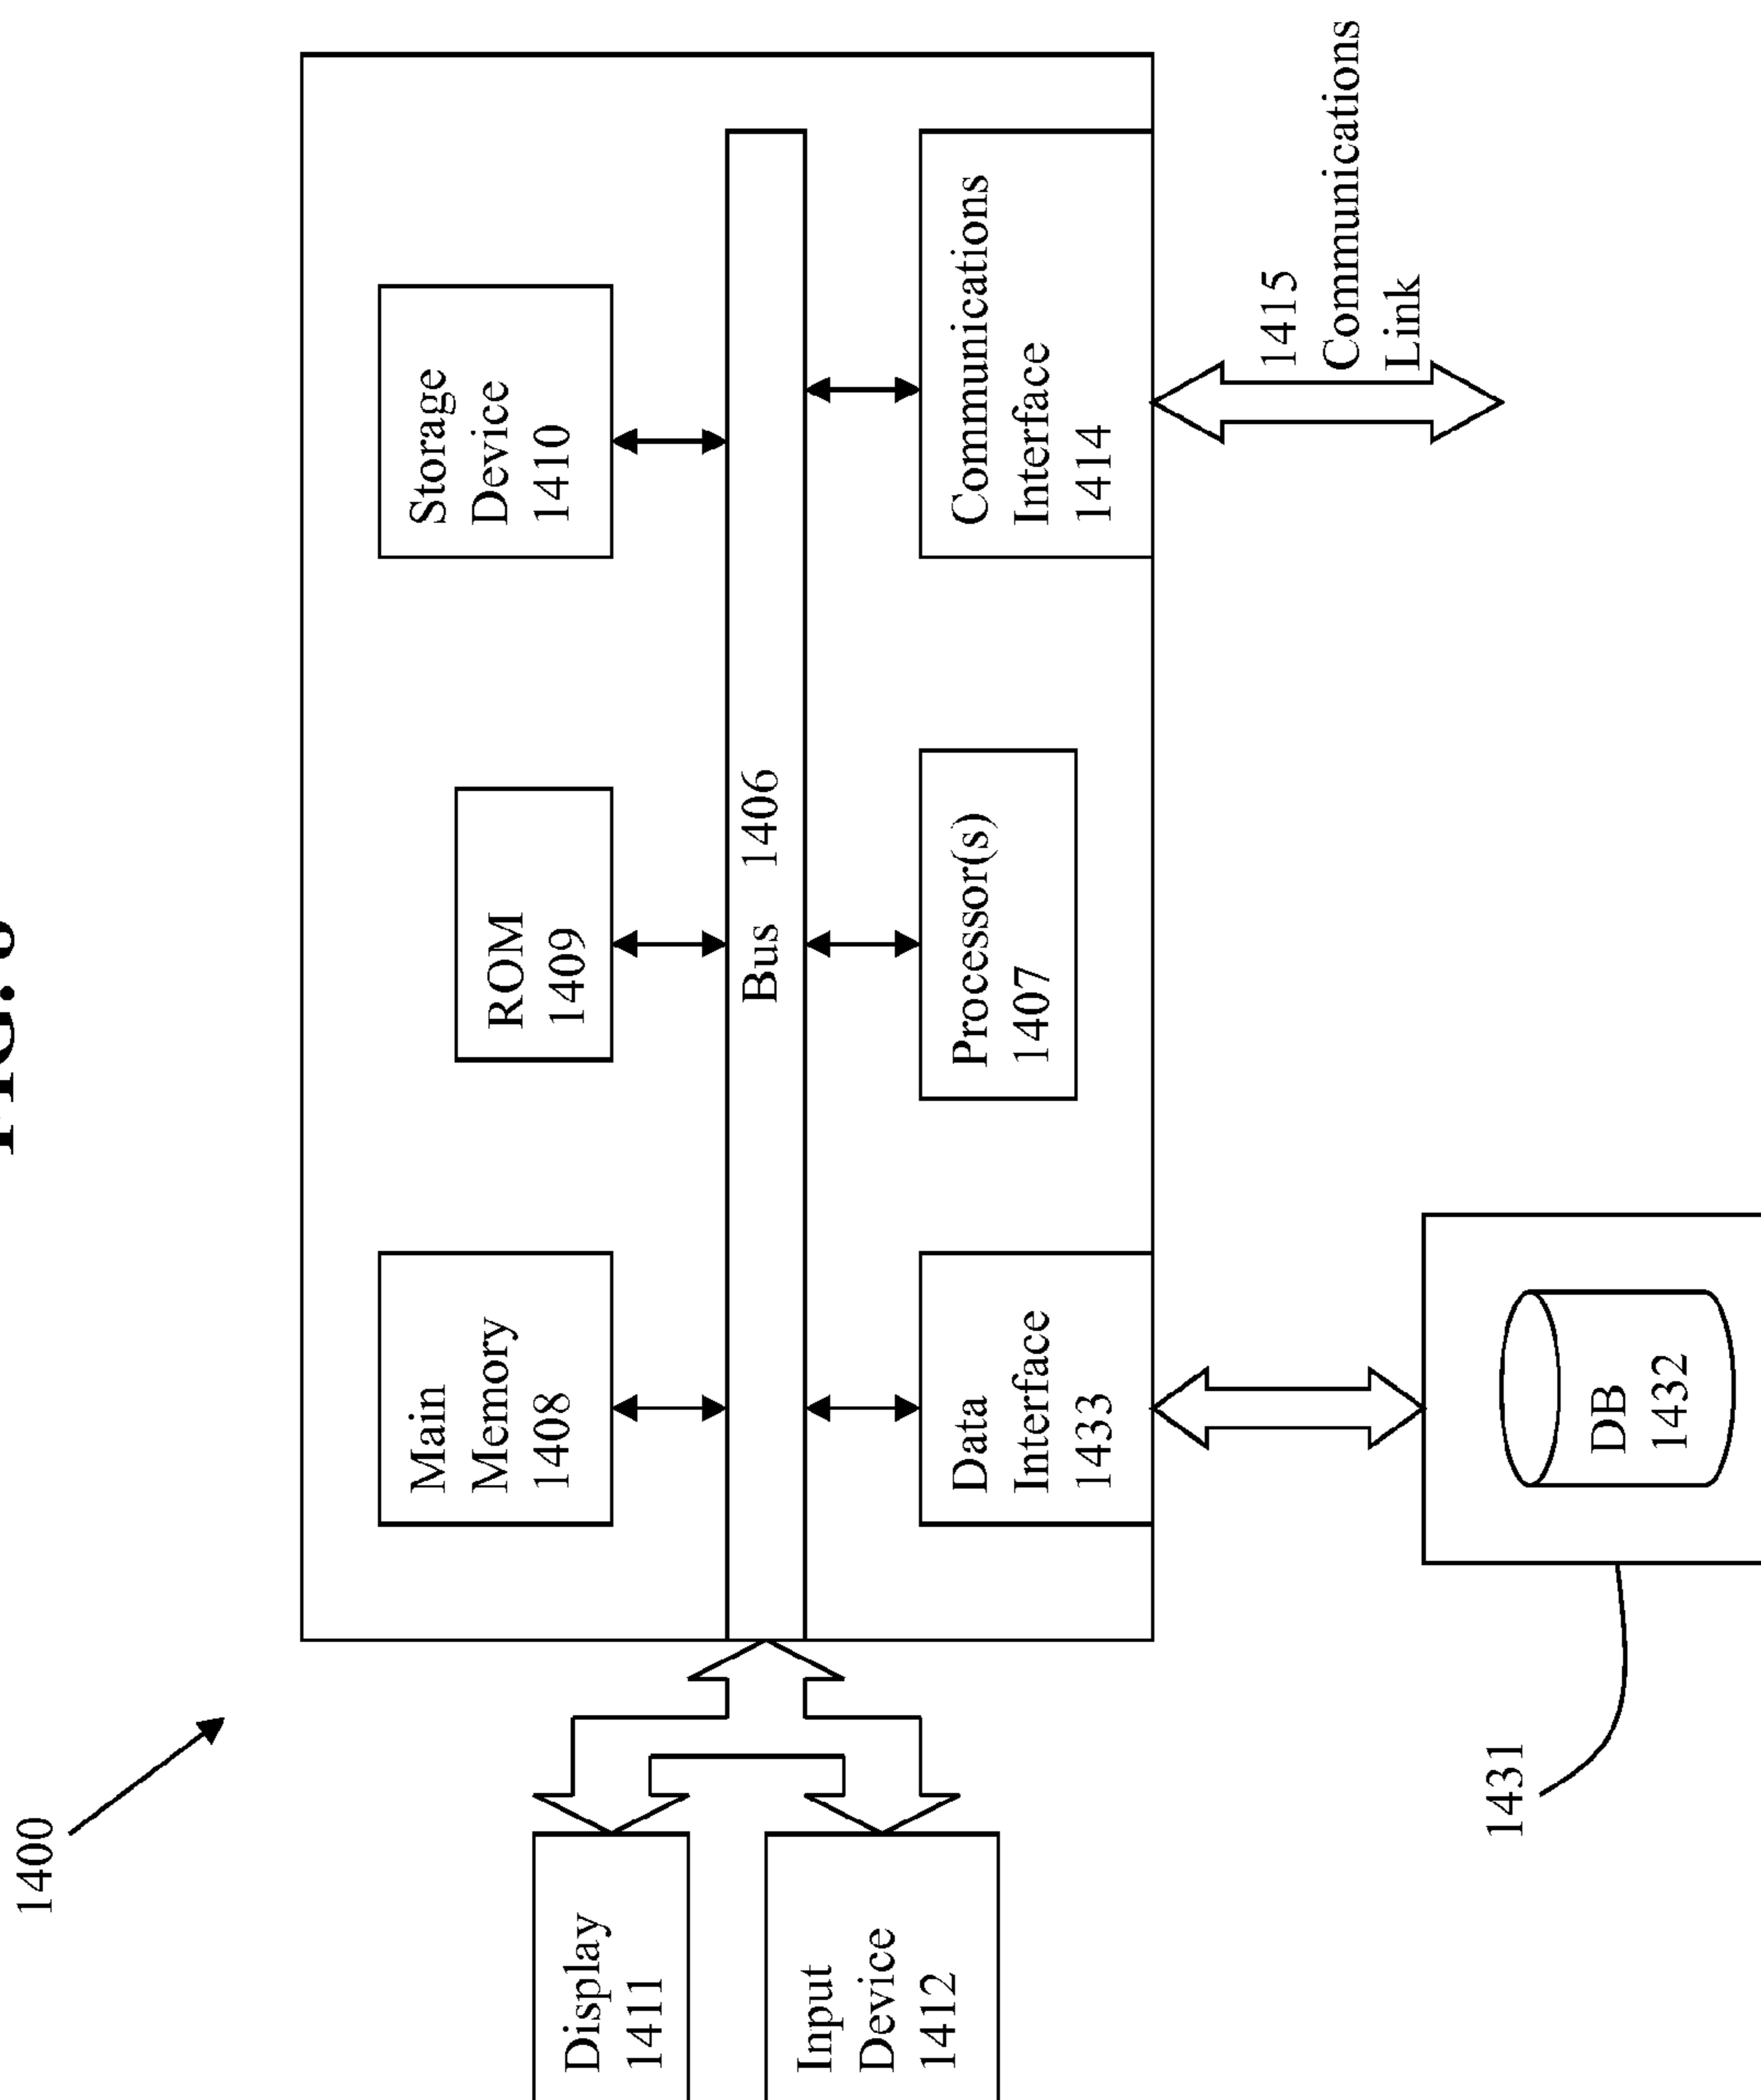 1400
Main
Memory
1408
ROM
1409
Storage
Device
1410
Display
1411
Bus 1406
Input
Device
1412
Data
Interface
1433
Processor(s)
1407
Communications
Interface
1414
1415
Communications
Link
1431
DB
1432